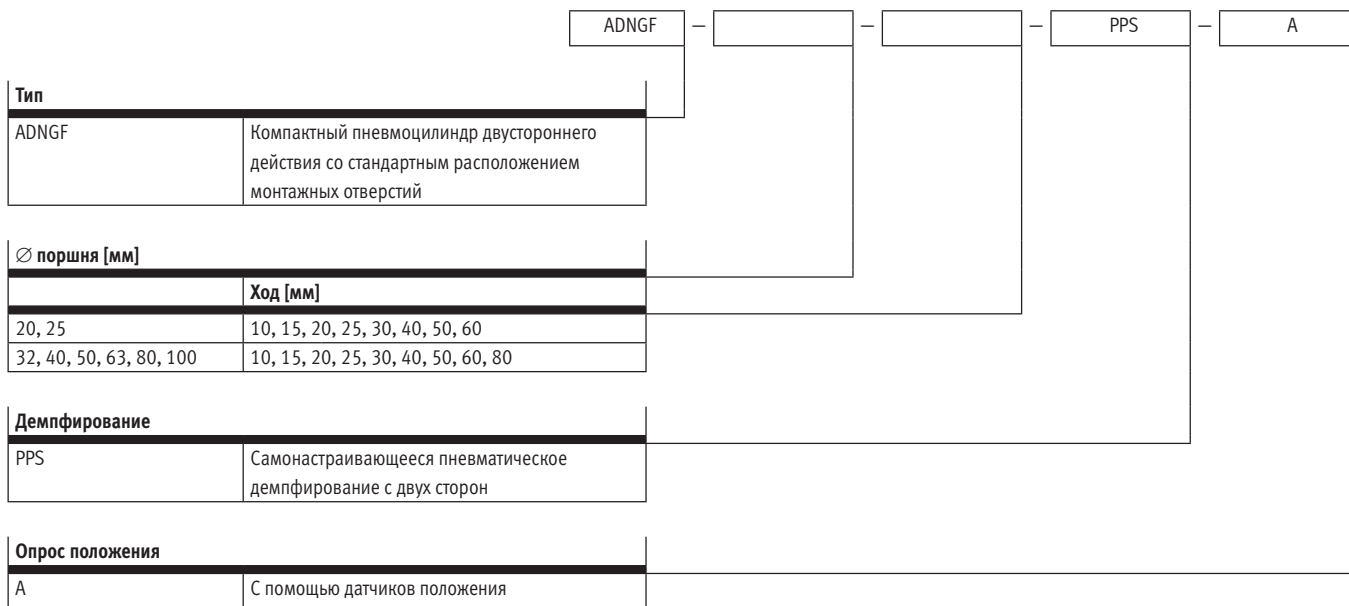 ADNGF – – – PPS – A
Тип
ADNGF Компактный пневмоцилиндр двустороннего
действия со стандартным расположением
монтажных отверстий
∅ поршня [мм]
Ход [мм]
20, 25 10, 15, 20, 25, 30, 40, 50, 60
32, 40, 50, 63, 80, 100 10, 15, 20, 25, 30, 40, 50, 60, 80
Демпфирование
PPS Самонастраивающееся пневматическое
демпфирование с двух сторон
Опрос положения
A С помощью датчиков положения